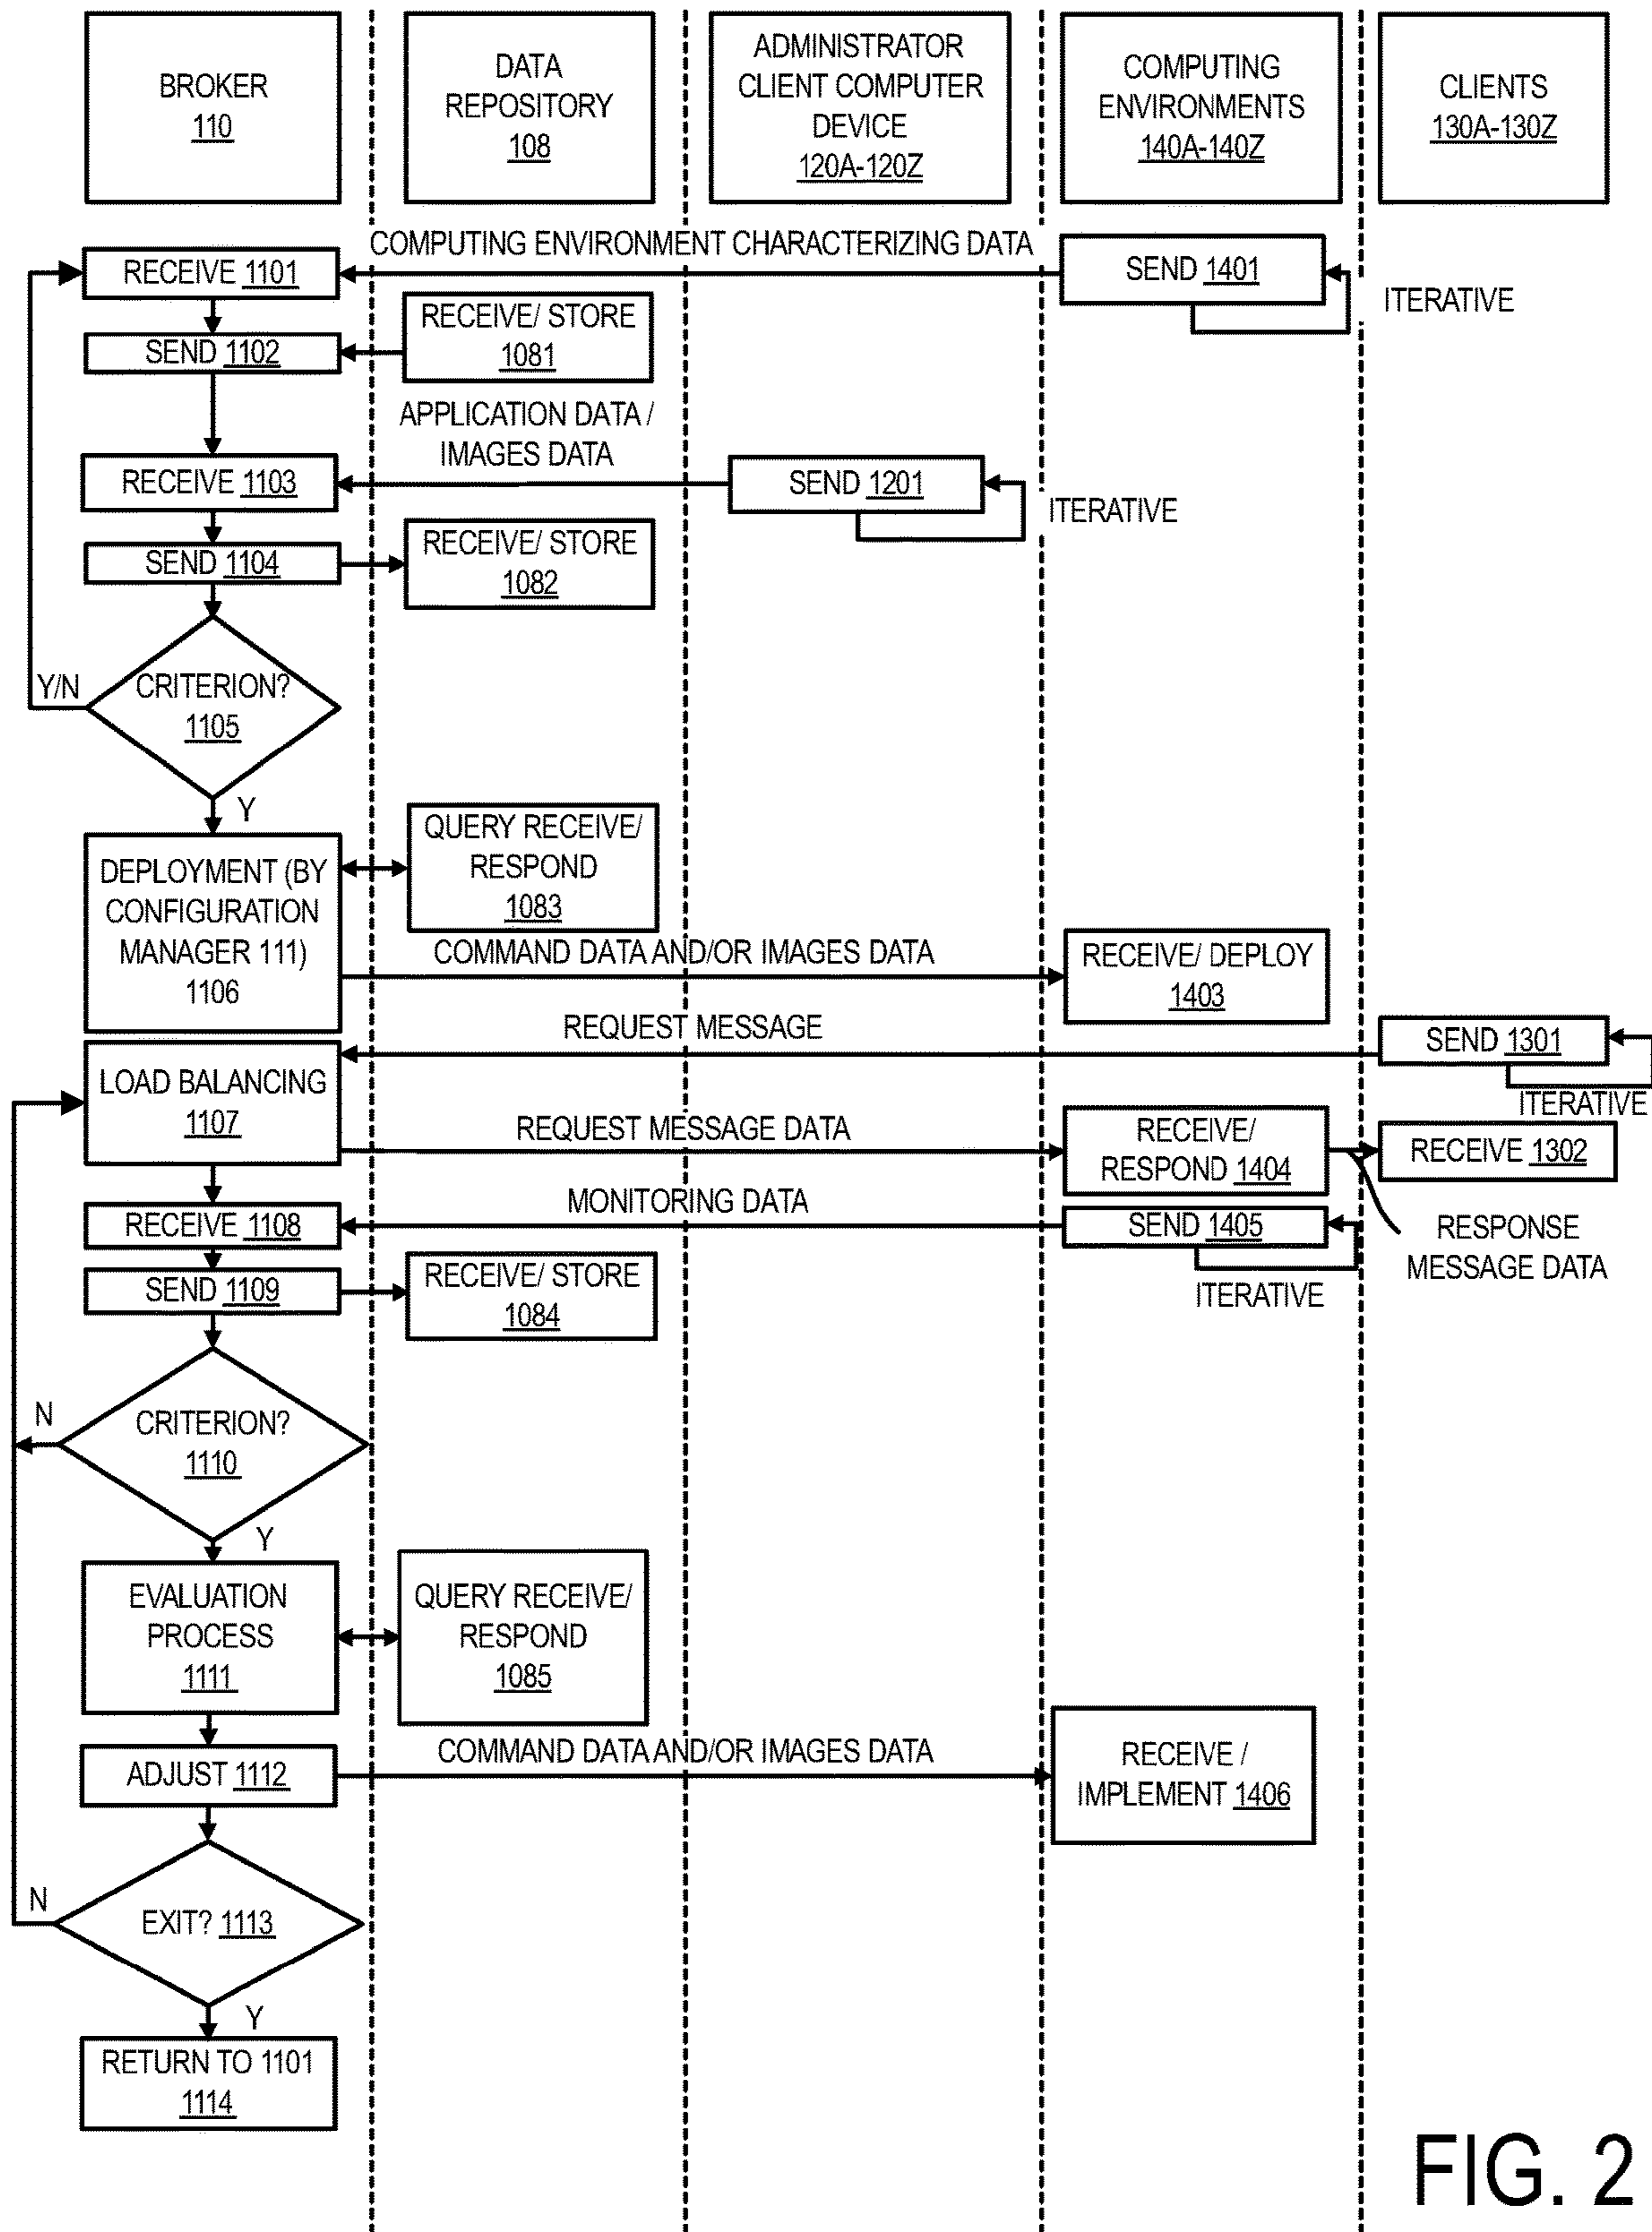 BROKER
110
DATA
REPOSITORY
108
ADMINISTRATOR
CLIENT COMPUTER
DEVICE
120A-120Z
COMPUTING
ENVIRONMENTS
140A-140Z
CLIENTS
130A-130Z
COMPUTING ENVIRONMENT CHARACTERIZING DATA
RECEIVE 1101
SEND 1401
ITERATIVE
RECEIVE/ STORE
1081
SEND 1102
APPLICATION DATA /
IMAGES DATA
RECEIVE 1103
SEND 1201
ITERATIVE
SEND 1104
RECEIVE/ STORE
1082
Y/N
CRITERION?
1105
Y
DEPLOYMENT (BY
CONFIGURATION
MANAGER 111)
1106
QUERY RECEIVE/
RESPOND
1083
COMMAND DATA AND/OR IMAGES DATA
RECEIVE/ DEPLOY
1403
REQUEST MESSAGE
SEND 1301
ITERATIVE
LOAD BALANCING
1107
REQUEST MESSAGE DATA
RECEIVE/
RESPOND 1404
RECEIVE 1302
MONITORING DATA
RECEIVE 1108
SEND 1405
ITERATIVE
RESPONSE
MESSAGE DATA
SEND 1109
RECEIVE/ STORE
1084
N
CRITERION?
1110
Y
EVALUATION
PROCESS
1111
QUERY RECEIVE/
RESPOND
1085
ADJUST 1112
COMMAND DATA AND/OR IMAGES DATA
RECEIVE /
IMPLEMENT 1406
N
EXIT? 1113
Y
RETURN TO 1101
1114
FIG. 2